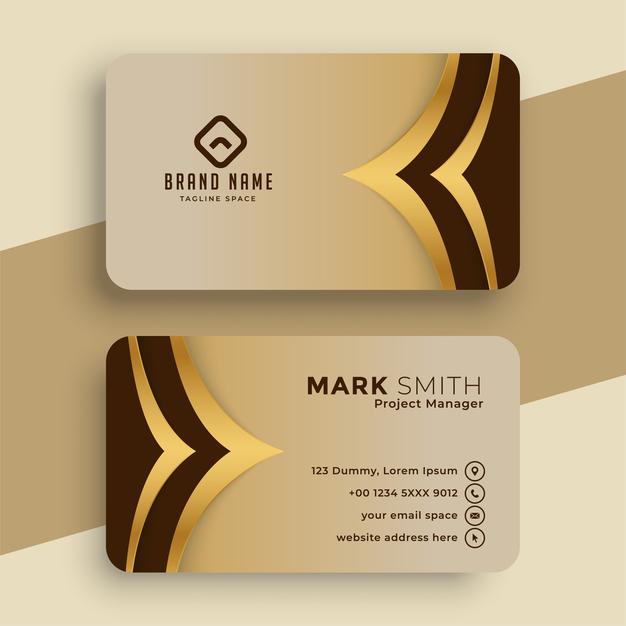 BRAND NAME
TAGLINE SPACE
MARK SMITH
Project Manager
123 Dummy, Lorem Ipsum
+00 1234 5XXX 9012
your email space
website address here